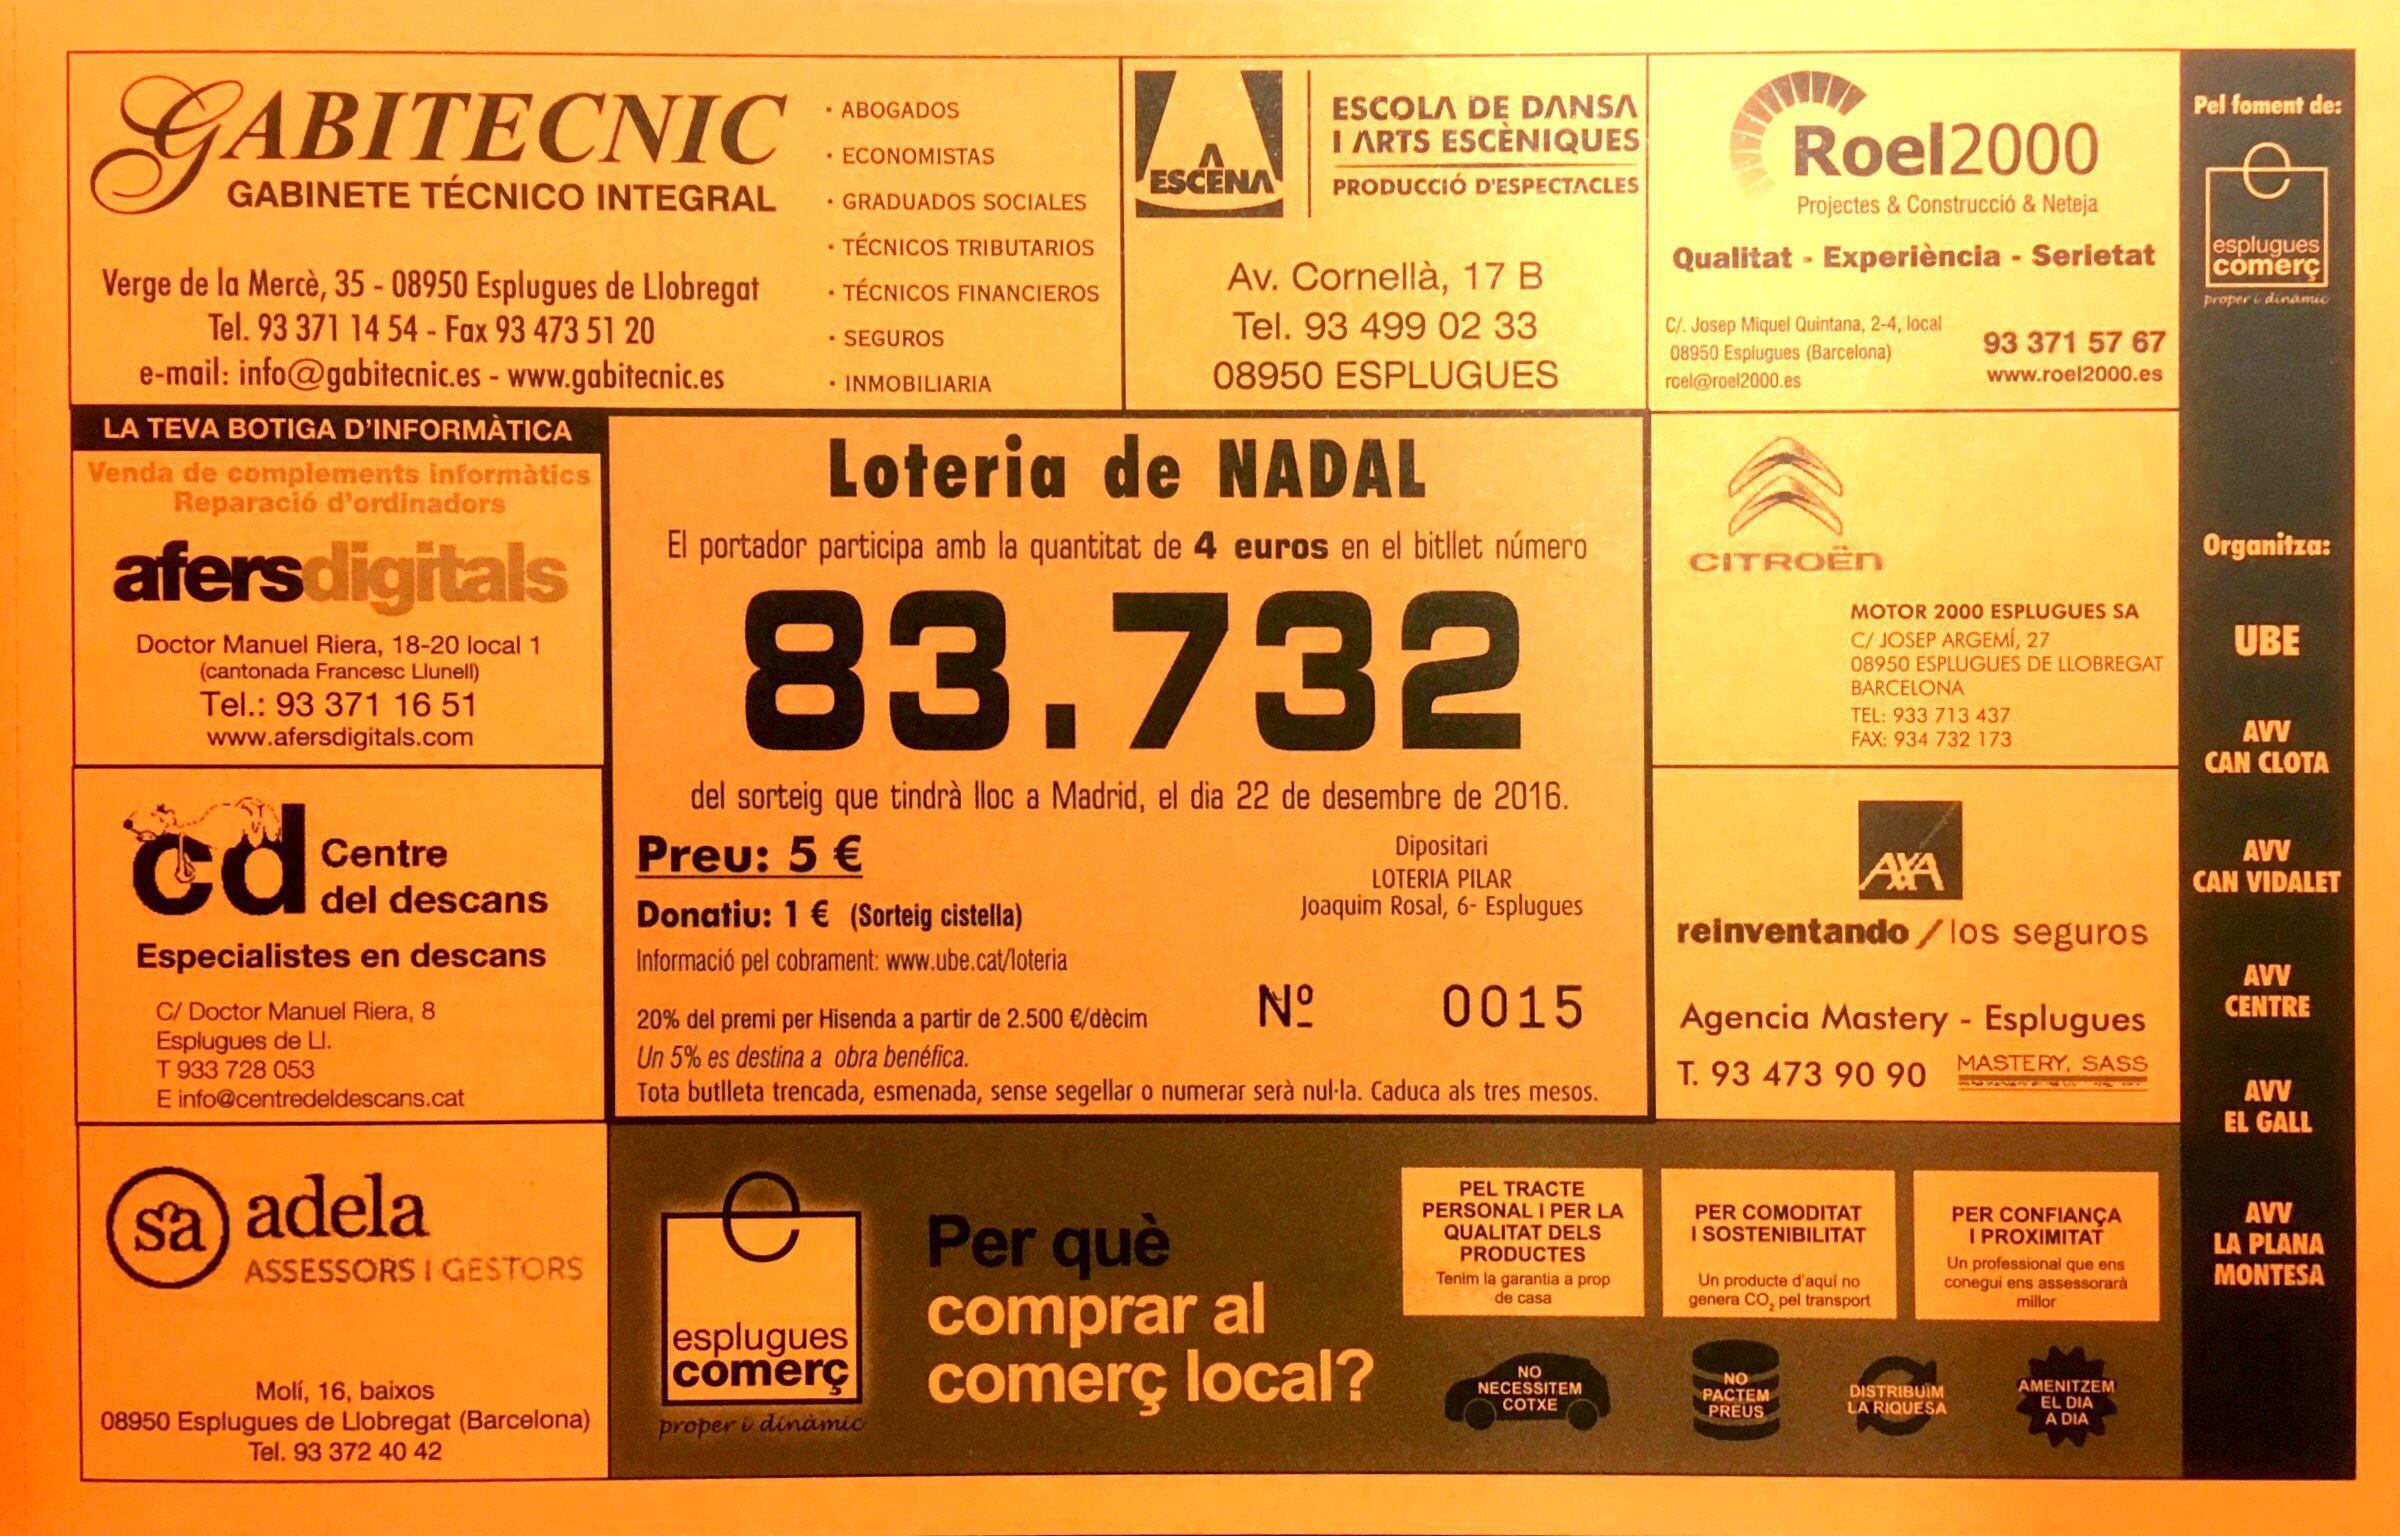 GABITECNIC
GABINETE TÉCNICO INTEGRAL
Verge de la Mercè, 35 - 08950 Esplugues de Llobregat
Tel. 93 371 14 54 - Fax 93 473 51 20
e-mail: info@gabitecnic.es - www.gabitecnic.es
· ABOGADOS
· ECONOMISTAS
· GRADUADOS SOCIALES
· TÉCNICOS TRIBUTARIOS
· TÉCNICOS FINANCIEROS
· SEGUROS
· INMOBILIARIA
ESCENA
ESCOLA DE DANSA
I ARTS ESCÈNIQUES
PRODUCCIÓ D'ESPECTACLES
Av. Cornellà, 17 B
Tel. 93 499 02 33
08950 ESPLUGUES
Roel2000
Projectes & Construcció & Neteja
Qualitat - Experiència - Serietat
C/. Josep Miquel Quintana, 2-4, local
08950 Esplugues (Barcelona)
roel@roel2000.es
93 371 57 67
www.roel2000.es
LA TEVA BOTIGA D'INFORMÀTICA
Venda de complements informàtics
Reparació d'ordinadors
afersdigitals
Doctor Manuel Riera, 18-20 local 1
(cantonada Francesc Llunell)
Tel.: 93 371 16 51
www.afersdigitals.com
cd Centre
del descans
Especialistes en descans
C/ Doctor Manuel Riera, 8
Esplugues de Ll.
T 933 728 053
E info@centredeldescans.cat
sa adela
ASSESSORS I GESTORS
Molí, 16, baixos
08950 Esplugues de Llobregat (Barcelona)
Tel. 93 372 40 42
Loteria de NADAL
El portador participa amb la quantitat de 4 euros en el bitllet número
83.732
del sorteig que tindrà lloc a Madrid, el dia 22 de desembre de 2016.
Preu: 5 €
Donatiu: 1 € (Sorteig cistella)
Informació pel cobrament: www.ube.cat/loteria
Dipositari
LOTERIA PILAR
Joaquim Rosal, 6- Esplugues
20% del premi per Hisenda a partir de 2.500 €/dècim
Nº 0015
Un 5% es destina a obra benéfica.
Tota butlleta trencada, esmenada, sense segellar o numerar serà nul·la. Caduca als tres mesos.
CITROËN
MOTOR 2000 ESPLUGUES SA
C/ JOSEP ARGEMÍ, 27
08950 ESPLUGUES DE LLOBREGAT
BARCELONA
TEL: 933 713 437
FAX: 934 732 173
AXA
reinventando / los seguros
Agencia Mastery - Esplugues
T. 93 473 90 90
MASTERY, SASS
esplugues
comerç
proper i dinàmic
Per què
comprar al
comerç local?
PEL TRACTE
PERSONAL I PER LA
QUALITAT DELS
PRODUCTES
Tenim la garantia a prop
de casa
PER COMODITAT
I SOSTENIBILITAT
Un producte d'aquí no
genera CO₂ pel transport
PER CONFIANÇA
I PROXIMITAT
Un professional que ens
conegui ens assessorarà
millor
NO
NECESSITEM
COTXE
NO
PACTEM
PREUS
DISTRIBUÏM
LA RIQUESA
AMENITZEM
EL DIA
A DIA
Pel foment de:
esplugues
comerç
proper i dinàmic
Organitza:
UBE
AVV
CAN CLOTA
AVV
CAN VIDALET
AVV
CENTRE
AVV
EL GALL
AVV
LA PLANA
MONTESA